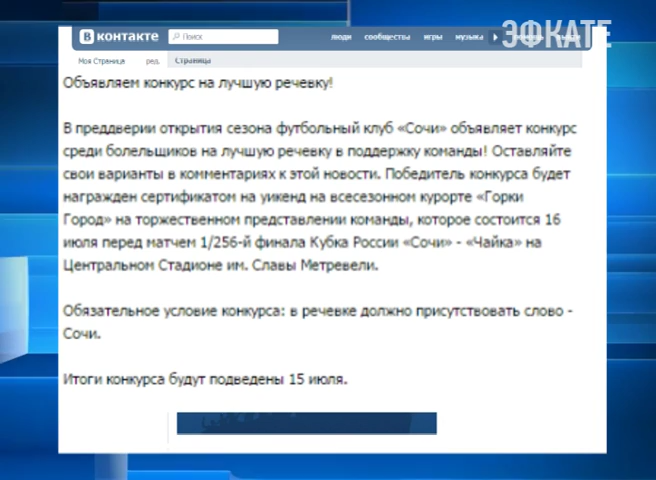 ЭФКАТЕ
В контакте
Поиск
люди сообщества игры музыка
Моя Страница ред. Страница
Объявляем конкурс на лучшую речевку!
В преддверии открытия сезона футбольный клуб «Сочи» объявляет конкурс
среди болельщиков на лучшую речевку в поддержку команды! Оставляйте
свои варианты в комментариях к этой новости. Победитель конкурса будет
награжден сертификатом на уикенд на всесезонном курорте «Горки
Город» на торжественном представлении команды, которое состоится 16
июля перед матчем 1/256-й финала Кубка России «Сочи» - «Чайка» на
Центральном Стадионе им. Славы Метревели.
Обязательное условие конкурса: в речевке должно присутствовать слово -
Сочи.
Итоги конкурса будут подведены 15 июля.